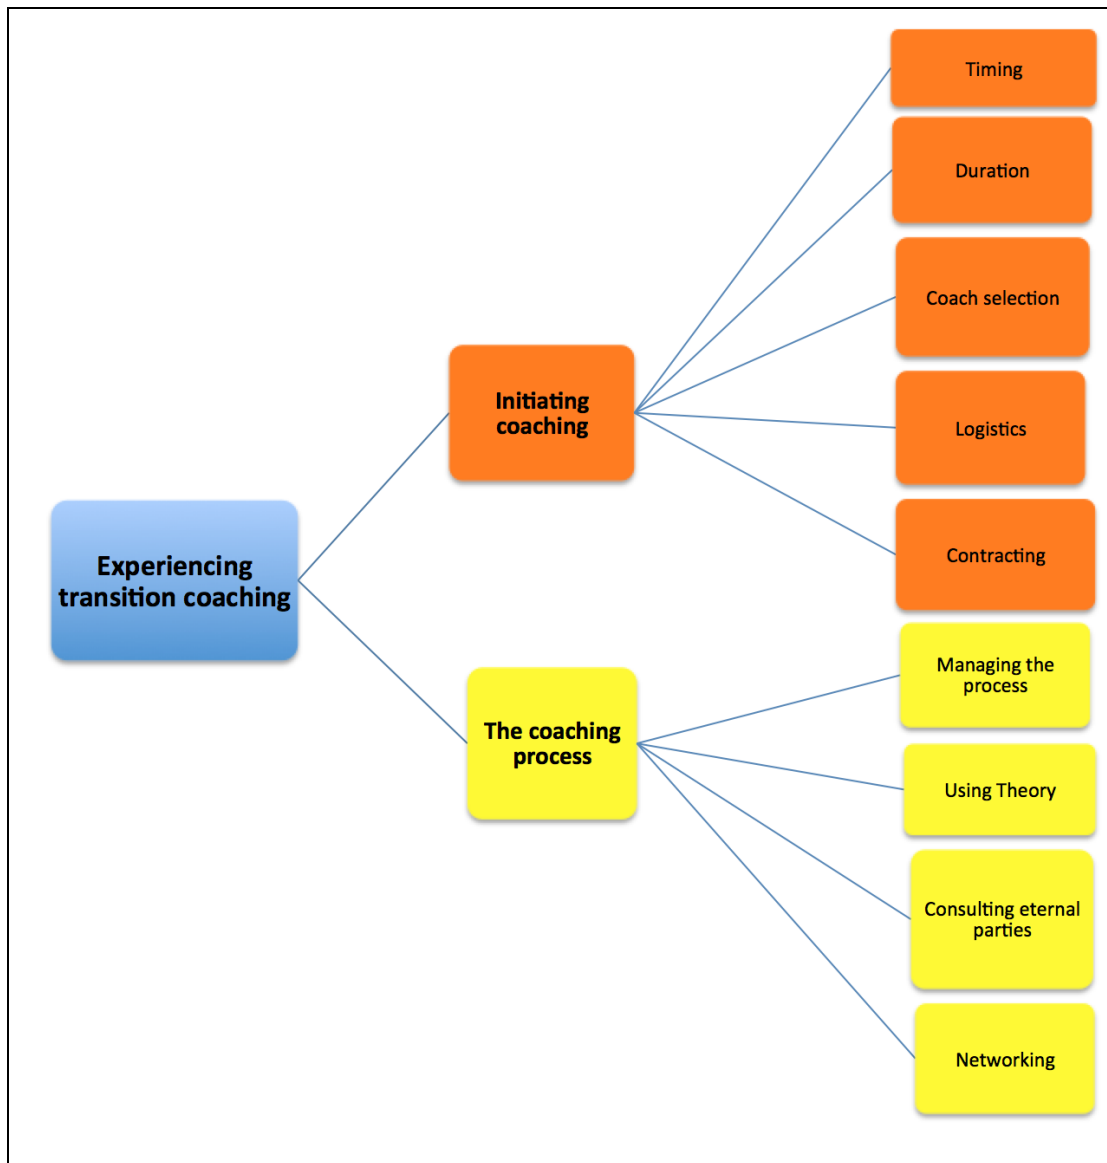 Timing
Duration
Coach selection
Initiating
coaching
Logistics
Contracting
Experiencing
transition coaching
Managing the
process
The coaching
process
Using Theory
Consulting eternal
parties
Networking